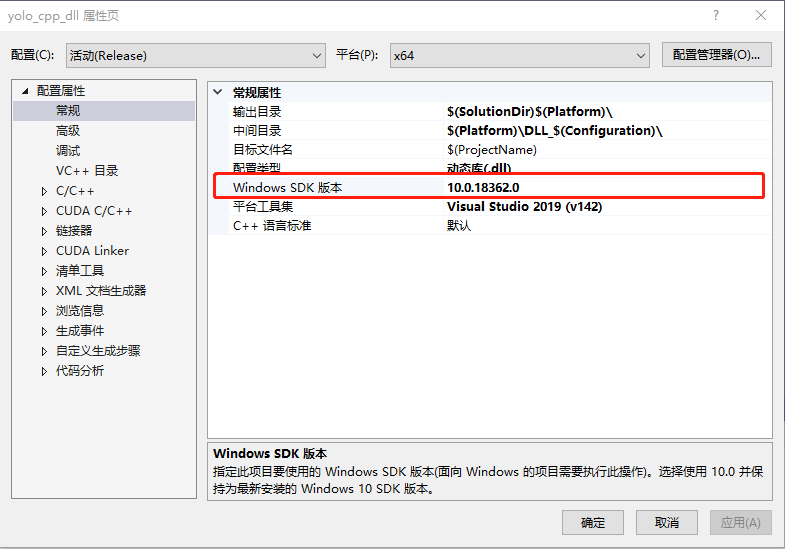 yolo_cpp_dll 属性页
配置(C):
活动(Release)
平台(P):
x64
配置管理器(O)...
配置属性
常规
高级
调试
VC++ 目录
C/C++
CUDA C/C++
链接器
CUDA Linker
清单工具
XML 文档生成器
浏览信息
生成事件
自定义生成步骤
代码分析
常规属性
输出目录 $(SolutionDir)$(Platform)\
中间目录 $(Platform)\DLL_$(Configuration)\
目标文件名 $(ProjectName)
配置类型 动态库(.dll)
Windows SDK 版本 10.0.18362.0
平台工具集 Visual Studio 2019 (v142)
C++ 语言标准 默认
Windows SDK 版本
指定此项目要使用的 Windows SDK 版本(面向 Windows 的项目需要执行此操作)。选择使用 10.0 并保
持为最新安装的 Windows 10 SDK 版本。
确定
取消
应用(A)